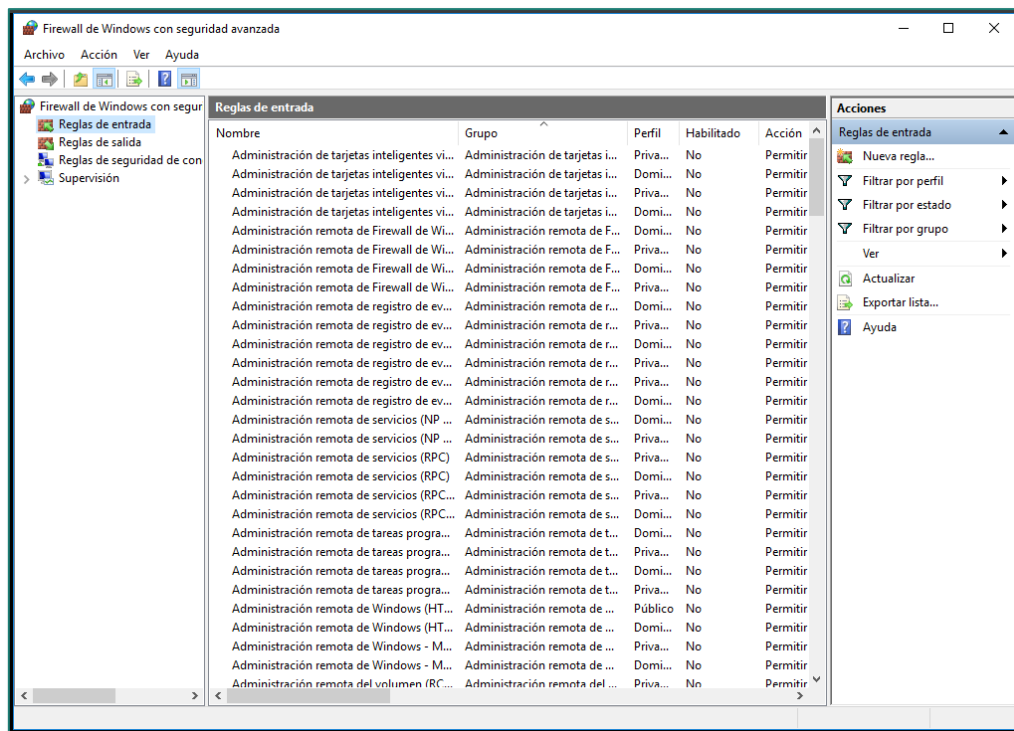 Firewall de Windows con seguridad avanzada
Archivo Acción Ver Ayuda
Firewall de Windows con segur
Reglas de entrada
Reglas de salida
Reglas de seguridad de con
Supervisión
Reglas de entrada
Nombre Grupo Perfil Habilitado Acción
Administración de tarjetas inteligentes vi... Administración de tarjetas i... Priva... No Permitir
Administración de tarjetas inteligentes vi... Administración de tarjetas i... Domi... No Permitir
Administración de tarjetas inteligentes vi... Administración de tarjetas i... Priva... No Permitir
Administración de tarjetas inteligentes vi... Administración de tarjetas i... Domi... No Permitir
Administración remota de Firewall de Wi... Administración remota de F... Domi... No Permitir
Administración remota de Firewall de Wi... Administración remota de F... Priva... No Permitir
Administración remota de Firewall de Wi... Administración remota de F... Domi... No Permitir
Administración remota de Firewall de Wi... Administración remota de F... Priva... No Permitir
Administración remota de registro de ev... Administración remota de r... Domi... No Permitir
Administración remota de registro de ev... Administración remota de r... Priva... No Permitir
Administración remota de registro de ev... Administración remota de r... Domi... No Permitir
Administración remota de registro de ev... Administración remota de r... Priva... No Permitir
Administración remota de registro de ev... Administración remota de r... Priva... No Permitir
Administración remota de registro de ev... Administración remota de r... Domi... No Permitir
Administración remota de servicios (NP ... Administración remota de s... Domi... No Permitir
Administración remota de servicios (NP ... Administración remota de s... Priva... No Permitir
Administración remota de servicios (RPC) Administración remota de s... Priva... No Permitir
Administración remota de servicios (RPC) Administración remota de s... Domi... No Permitir
Administración remota de servicios (RPC... Administración remota de s... Priva... No Permitir
Administración remota de servicios (RPC... Administración remota de s... Domi... No Permitir
Administración remota de tareas progra... Administración remota de t... Domi... No Permitir
Administración remota de tareas progra... Administración remota de t... Priva... No Permitir
Administración remota de tareas progra... Administración remota de t... Domi... No Permitir
Administración remota de tareas progra... Administración remota de t... Priva... No Permitir
Administración remota de Windows (HT... Administración remota de ... Público No Permitir
Administración remota de Windows (HT... Administración remota de ... Domi... No Permitir
Administración remota de Windows - M... Administración remota de ... Priva... No Permitir
Administración remota de Windows - M... Administración remota de ... Domi... No Permitir
Administración remota del volumen (RC... Administración remota del ... Priva... No Permitir
Acciones
Reglas de entrada
Nueva regla...
Filtrar por perfil
Filtrar por estado
Filtrar por grupo
Ver
Actualizar
Exportar lista...
Ayuda